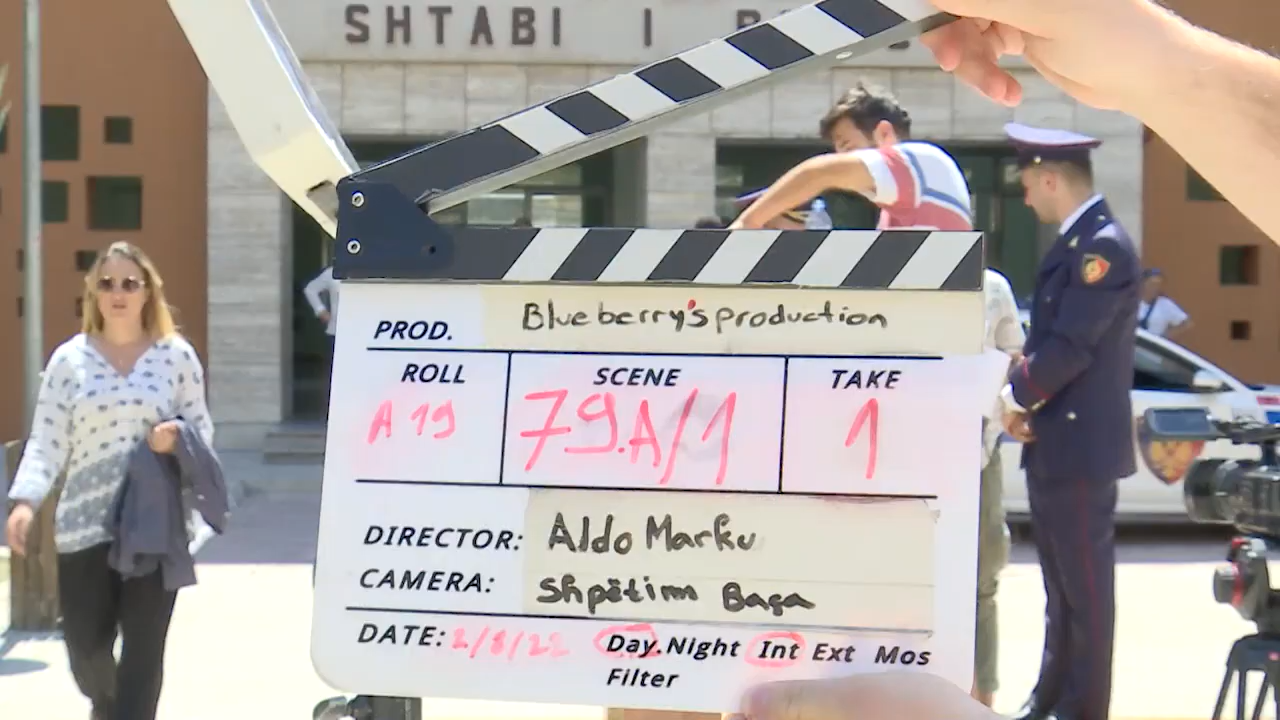 SHTABI I
PROD. Blueberry's production
ROLL SCENE TAKE
A 19 79.A/1 1
DIRECTOR: Aldo Marku
CAMERA: Shpëtim Baça
DATE: 2/8/22 Day.Night Int Ext Mos
Filter